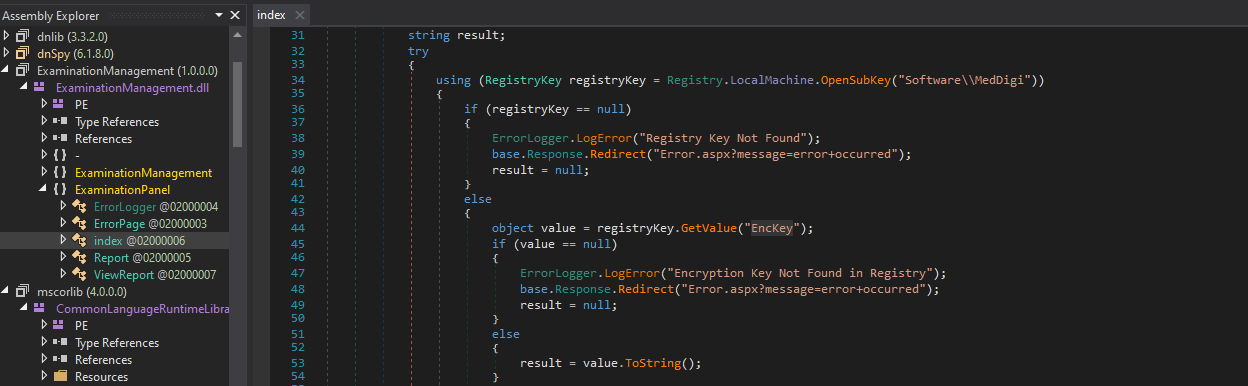 Assembly Explorer
dnlib (3.3.2.0)
dnSpy (6.1.8.0)
ExaminationManagement (1.0.0.0)
ExaminationManagement.dll
PE
Type References
References
{ } -
{ } ExaminationManagement
{ } ExaminationPanel
ErrorLogger @02000004
ErrorPage @02000003
index @02000006
Report @02000005
ViewReport @02000007
mscorlib (4.0.0.0)
CommonLanguageRuntimeLibra
PE
Type References
References
Resources
index
31 string result;
32 try
33 {
34 using (RegistryKey registryKey = Registry.LocalMachine.OpenSubKey("Software\\MedDigi"))
35 {
36 if (registryKey == null)
37 {
38 ErrorLogger.LogError("Registry Key Not Found");
39 base.Response.Redirect("Error.aspx?message=error+occurred");
40 result = null;
41 }
42 else
43 {
44 object value = registryKey.GetValue("EncKey");
45 if (value == null)
46 {
47 ErrorLogger.LogError("Encryption Key Not Found in Registry");
48 base.Response.Redirect("Error.aspx?message=error+occurred");
49 result = null;
50 }
51 else
52 {
53 result = value.ToString();
54 }